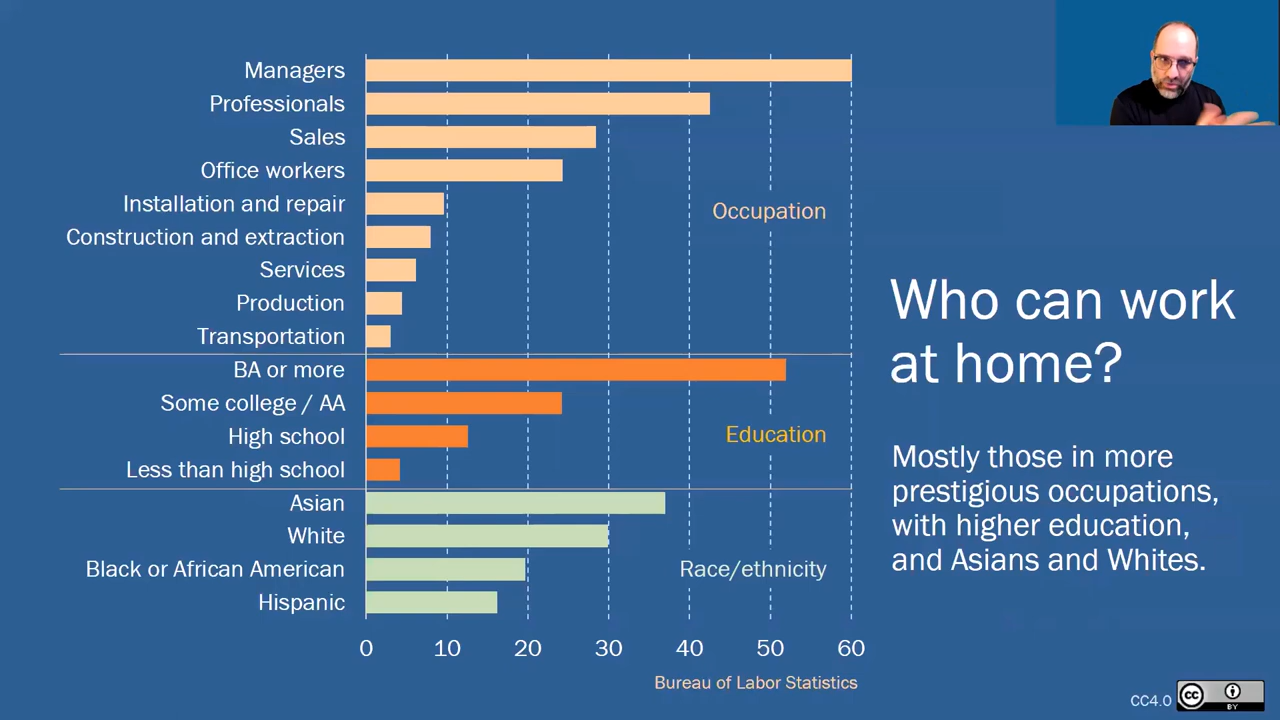 Managers
Professionals
Sales
Office workers
Installation and repair
Construction and extraction
Services
Production
Transportation
Occupation
BA or more
Some college / AA
High school
Less than high school
Education
Asian
White
Black or African American
Hispanic
Race/ethnicity
0 10 20 30 40 50 60
Bureau of Labor Statistics
Who can work
at home?
Mostly those in more
prestigious occupations,
with higher education,
and Asians and Whites.
CC4.0
CC
BY